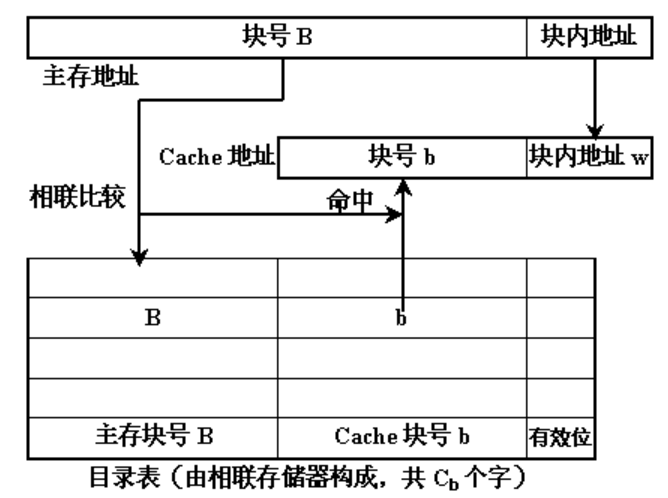 块号 B 块内地址
主存地址
Cache 地址 块号 b 块内地址 w
相联比较
命中
B b
主存块号 B Cache 块号 b 有效位
目录表（由相联存储器构成，共 Cb 个字）